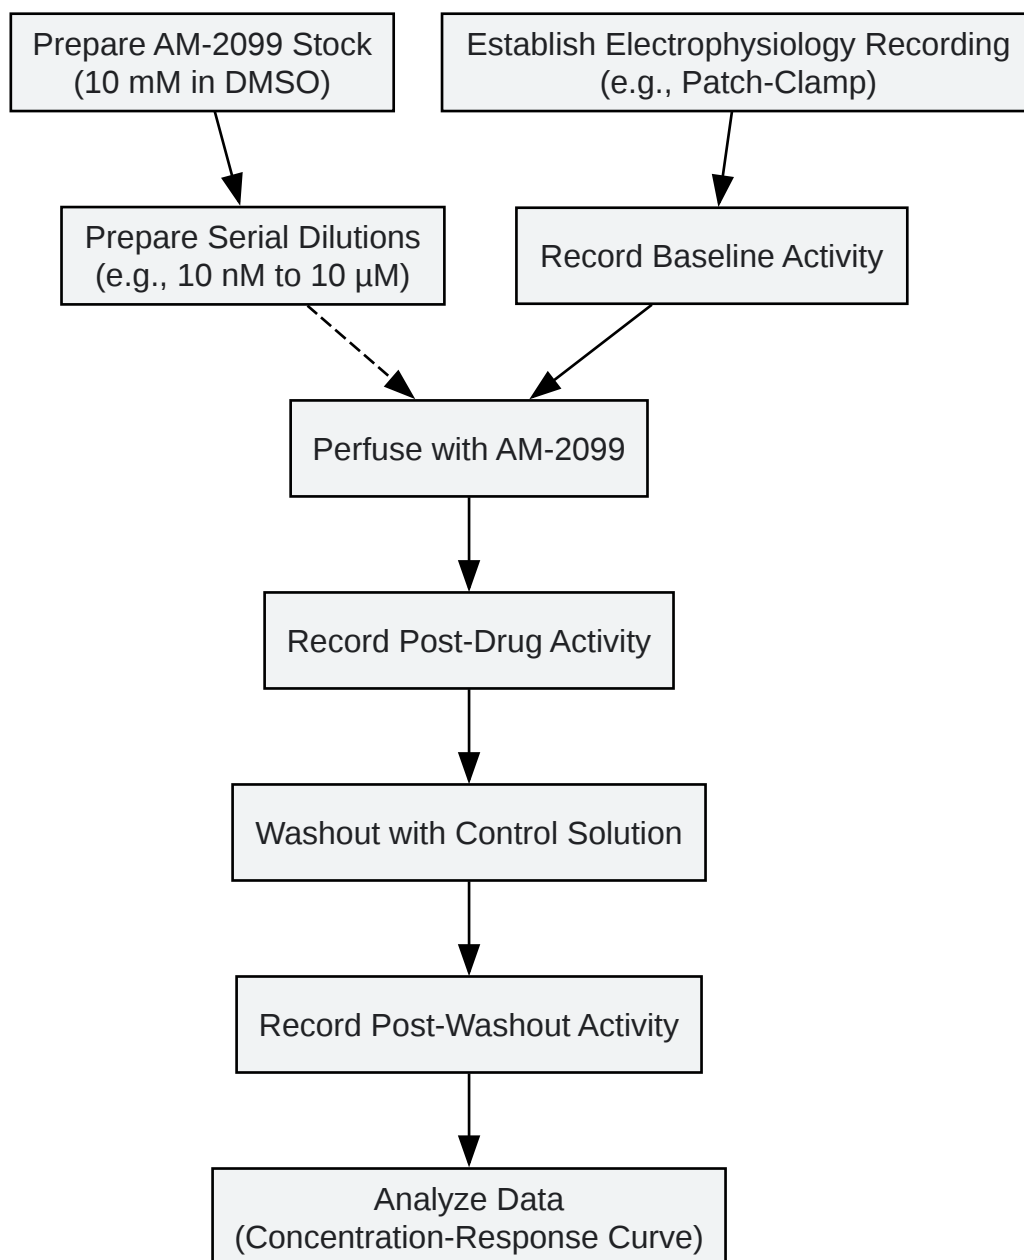 Prepare AM-2099 Stock
(10 mM in DMSO)
Establish Electrophysiology Recording
(e.g., Patch-Clamp)
Prepare Serial Dilutions
(e.g., 10 nM to 10 µM)
Record Baseline Activity
Perfuse with AM-2099
Record Post-Drug Activity
Washout with Control Solution
Record Post-Washout Activity
Analyze Data
(Concentration-Response Curve)